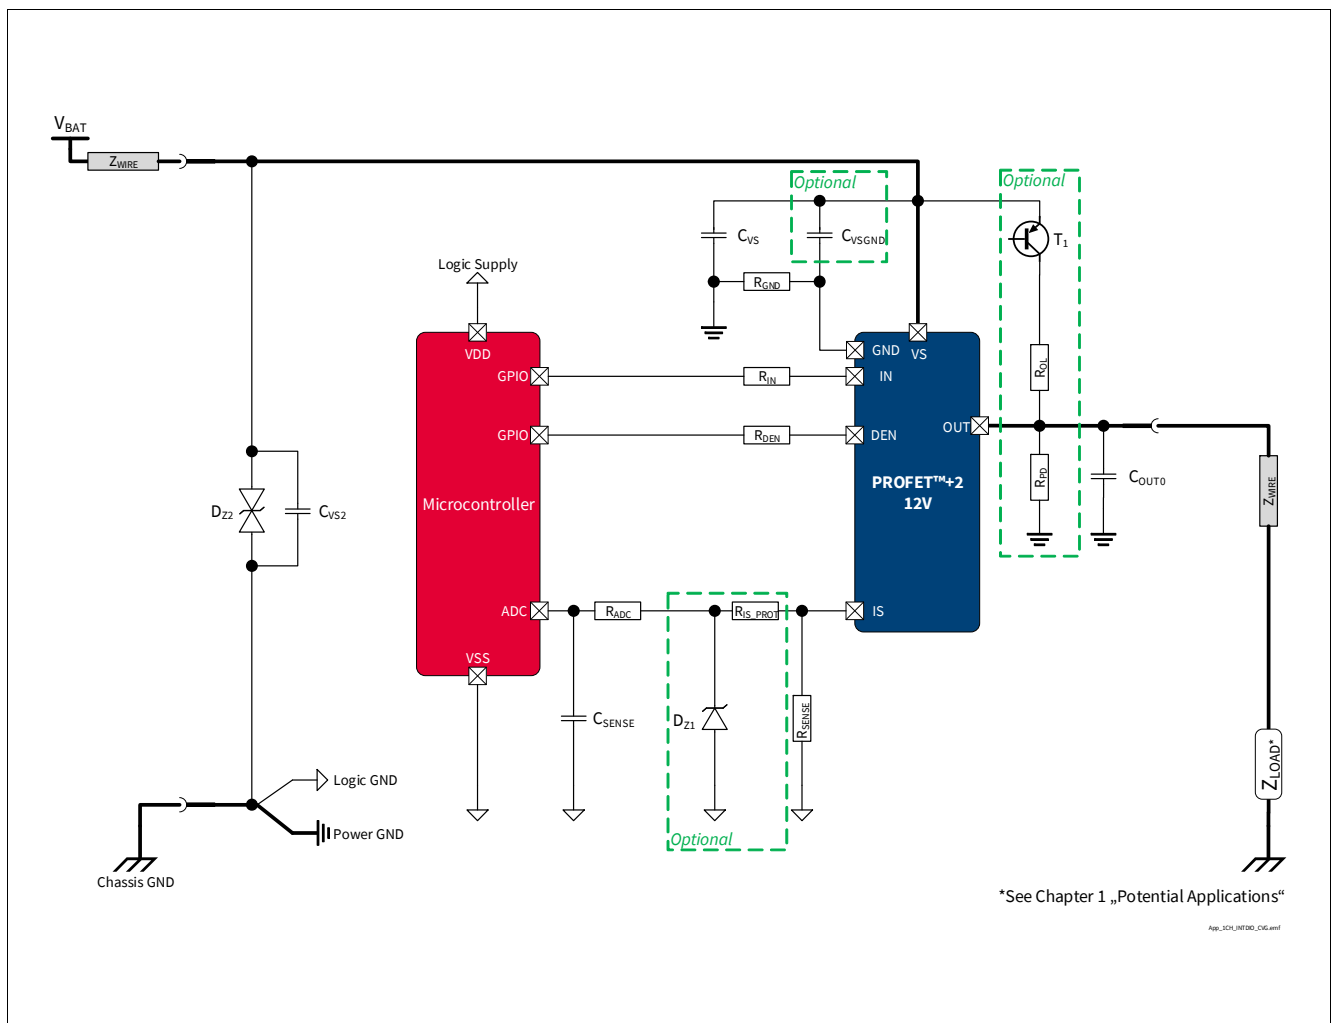 VBAT
ZWIRE
Optional
CVS
CVSGND
RGND
Optional
T1
ROL
Logic Supply
VDD
GPIO
RIN
GND
VS
IN
GPIO
RDEN
DEN
OUT
PROFET™+2
12V
Microcontroller
RPD
COUT0
ZWIRE
DZ2
CVS2
ADC
RADC
RIS_PROT
IS
VSS
CSENSE
DZ1
RSENSE
Optional
ZLOAD*
Logic GND
Power GND
Chassis GND
*See Chapter 1 „Potential Applications“
App_1CH_INTDIO_CVG.emf